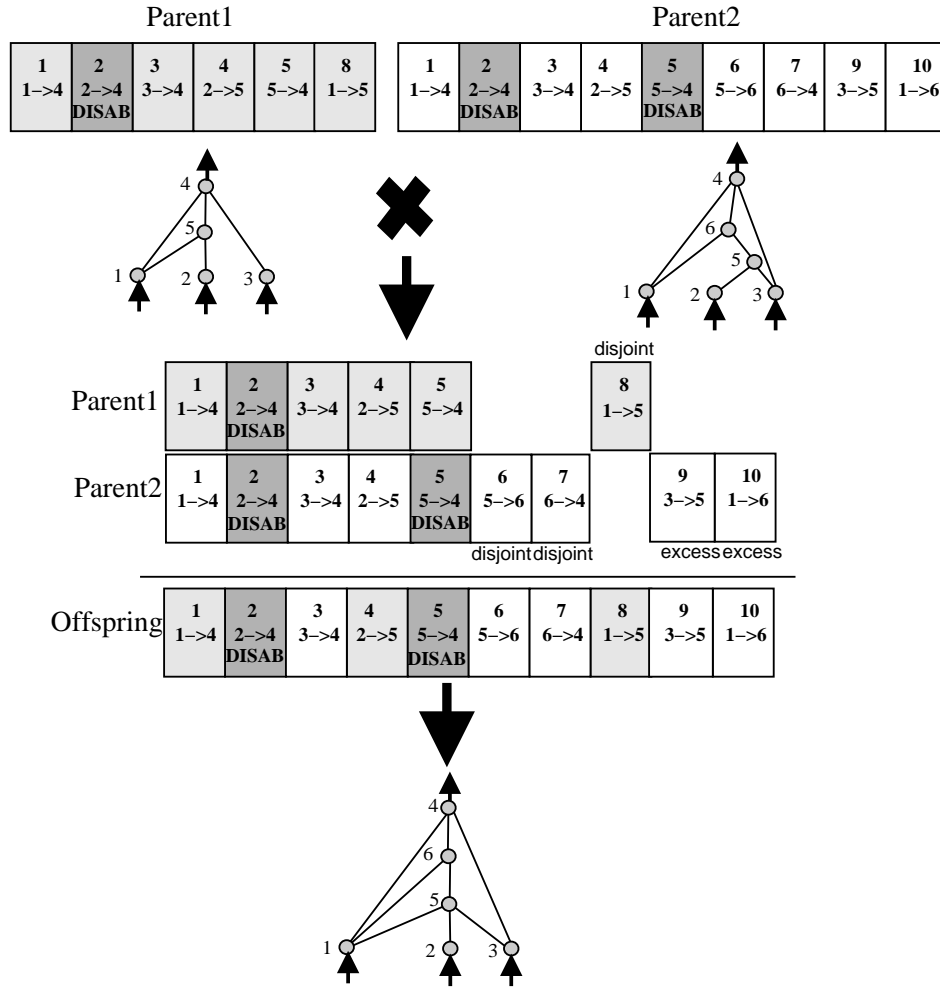 Parent1 Parent2
1 2 3 4 5 8 1 2 3 4 5 6 7 9 10
1->4 2->4 3->4 2->5 5->4 1->5 1->4 2->4 3->4 2->5 5->4 5->6 6->4 3->5 1->6
DISAB DISAB DISAB
4 4
5 6
5
1 2 3 1 2 3
disjoint
Parent1 1 2 3 4 5 8
1->4 2->4 3->4 2->5 5->4 1->5
DISAB
Parent2 1 2 3 4 5 6 7 9 10
1->4 2->4 3->4 2->5 5->4 5->6 6->4 3->5 1->6
DISAB DISAB
disjoint disjoint excess excess
Offspring 1 2 3 4 5 6 7 8 9 10
1->4 2->4 3->4 2->5 5->4 5->6 6->4 1->5 3->5 1->6
DISAB DISAB
4
6
5
1 2 3